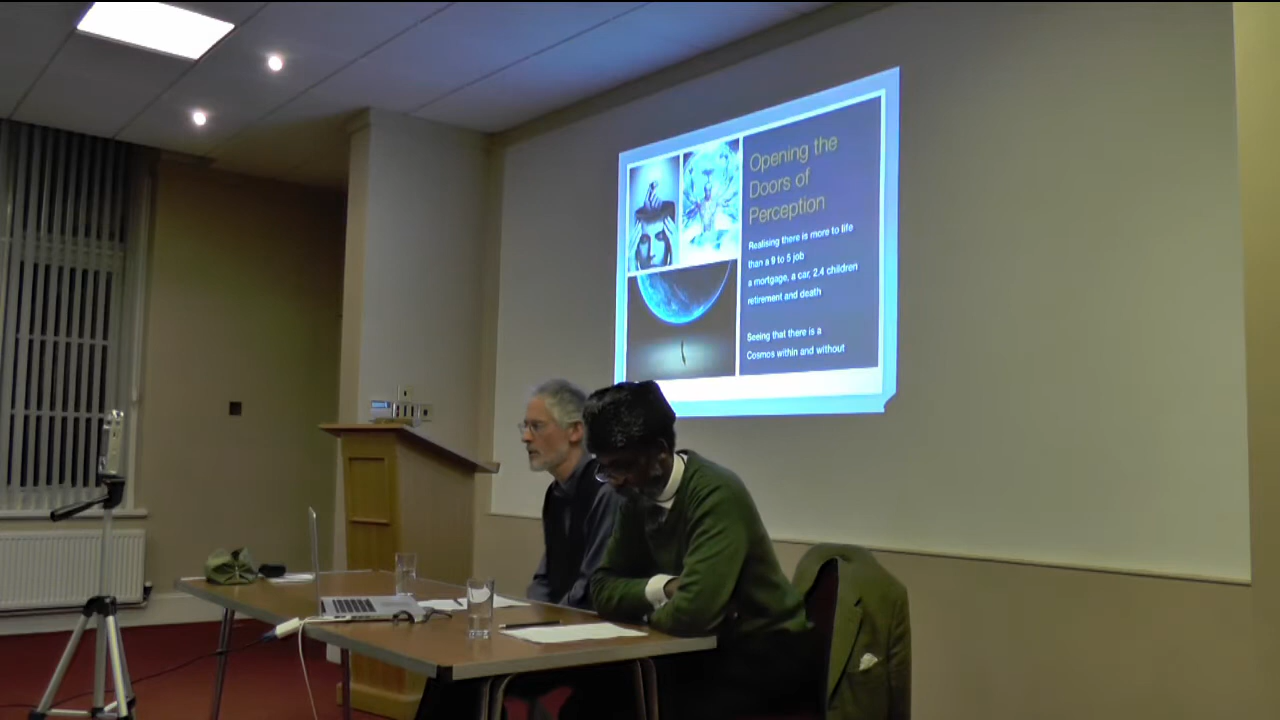 Opening the
Doors of
Perception
Realising there is more to life
than a 9 to 5 job
a mortgage, a car, 2.4 children
retirement and death
Seeing that there is a
Cosmos within and without